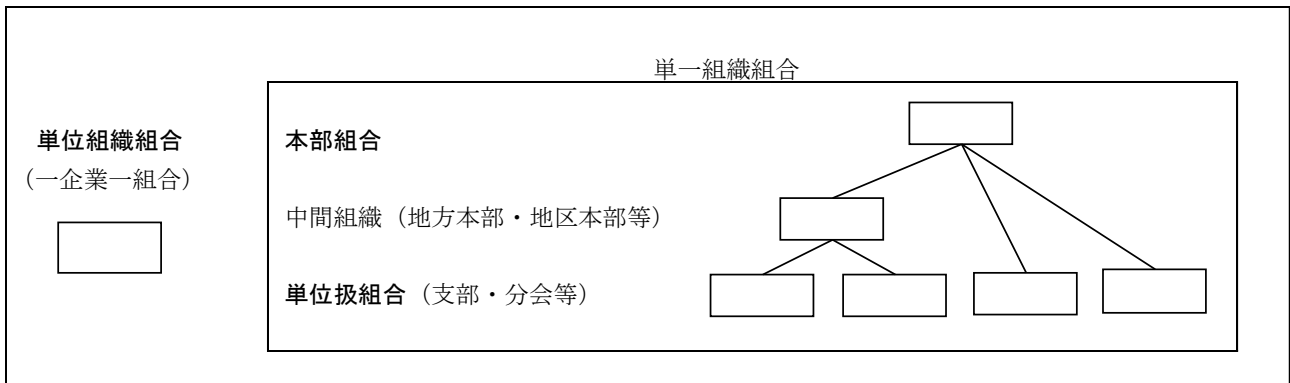 単一組織組合
単位組織組合
(一企業一組合)
本部組合
中間組織(地方本部・地区本部等)
単位扱組合(支部・分会等)